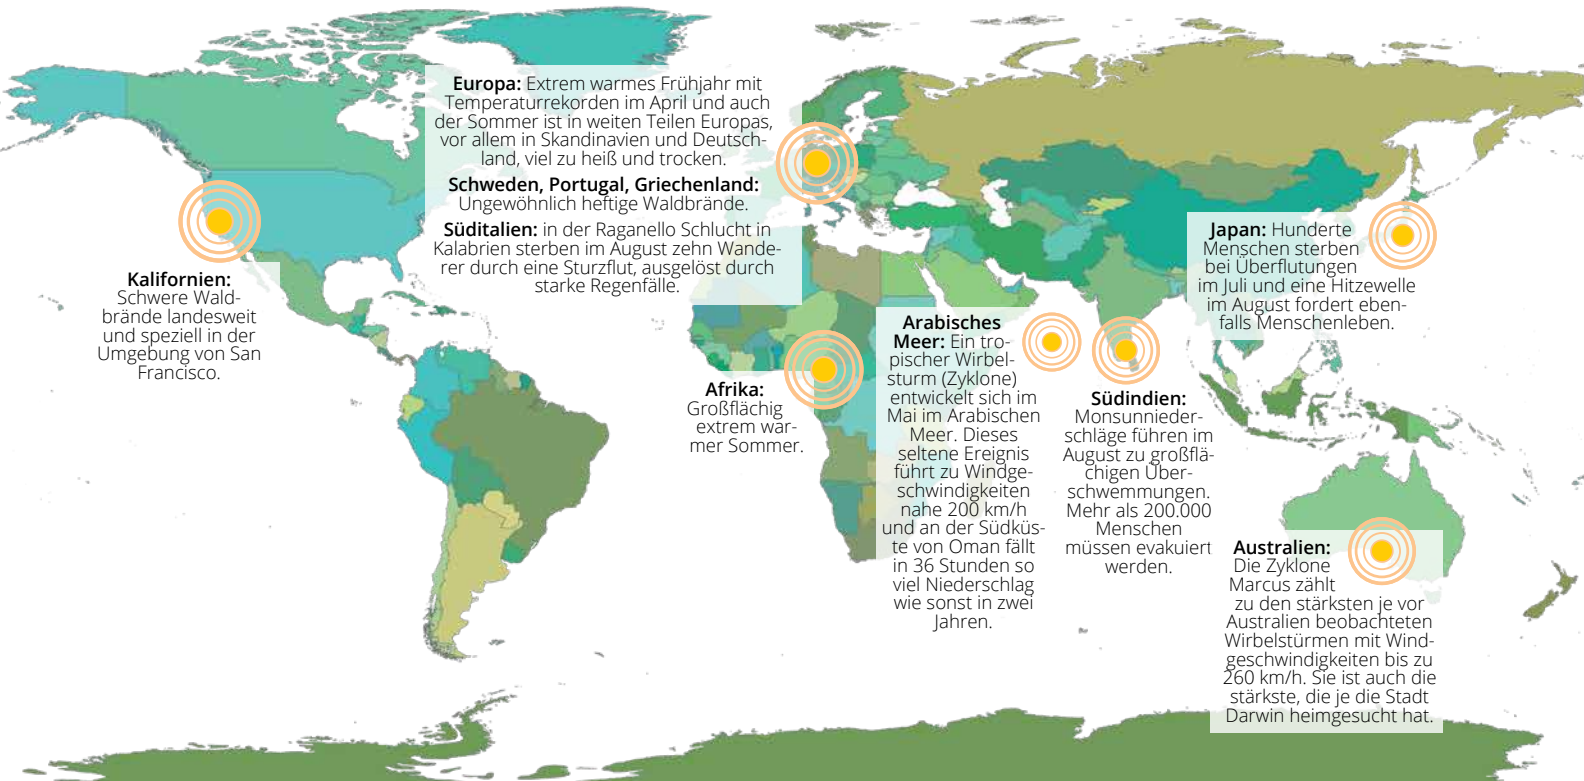 Europa: Extrem warmes Frühjahr mit
Temperaturrekorden im April und auch
der Sommer ist in weiten Teilen Europas,
vor allem in Skandinavien und Deutsch-
land, viel zu heiß und trocken.
Schweden, Portugal, Griechenland:
Ungewöhnlich heftige Waldbrände.
Süditalien: in der Raganello Schlucht in
Kalabrien sterben im August zehn Wande-
rer durch eine Sturzflut, ausgelöst durch
starke Regenfälle.
Kalifornien:
Schwere Wald-
brände landesweit
und speziell in der
Umgebung von San
Francisco.
Afrika:
Großflächig
extrem war-
mer Sommer.
Arabisches
Meer: Ein tro-
pischer Wirbel-
sturm (Zyklone)
entwickelt sich im
Mai im Arabischen
Meer. Dieses
seltene Ereignis
führt zu Windge-
schwindigkeiten
nahe 200 km/h
und an der Südküs-
te von Oman fällt
in 36 Stunden so
viel Niederschlag
wie sonst in zwei
Jahren.
Südindien:
Monsunnieder-
schläge führen im
August zu großflä-
chigen Über-
schwemmungen.
Mehr als 200.000
Menschen
müssen evakuiert
werden.
Japan: Hunderte
Menschen sterben
bei Überflutungen
im Juli und eine Hitzewelle
im August fordert eben-
falls Menschenleben.
Australien:
Die Zyklone
Marcus zählt
zu den stärksten je vor
Australien beobachteten
Wirbelstürmen mit Wind-
geschwindigkeiten bis zu
260 km/h. Sie ist auch die
stärkste, die je die Stadt
Darwin heimgesucht hat.